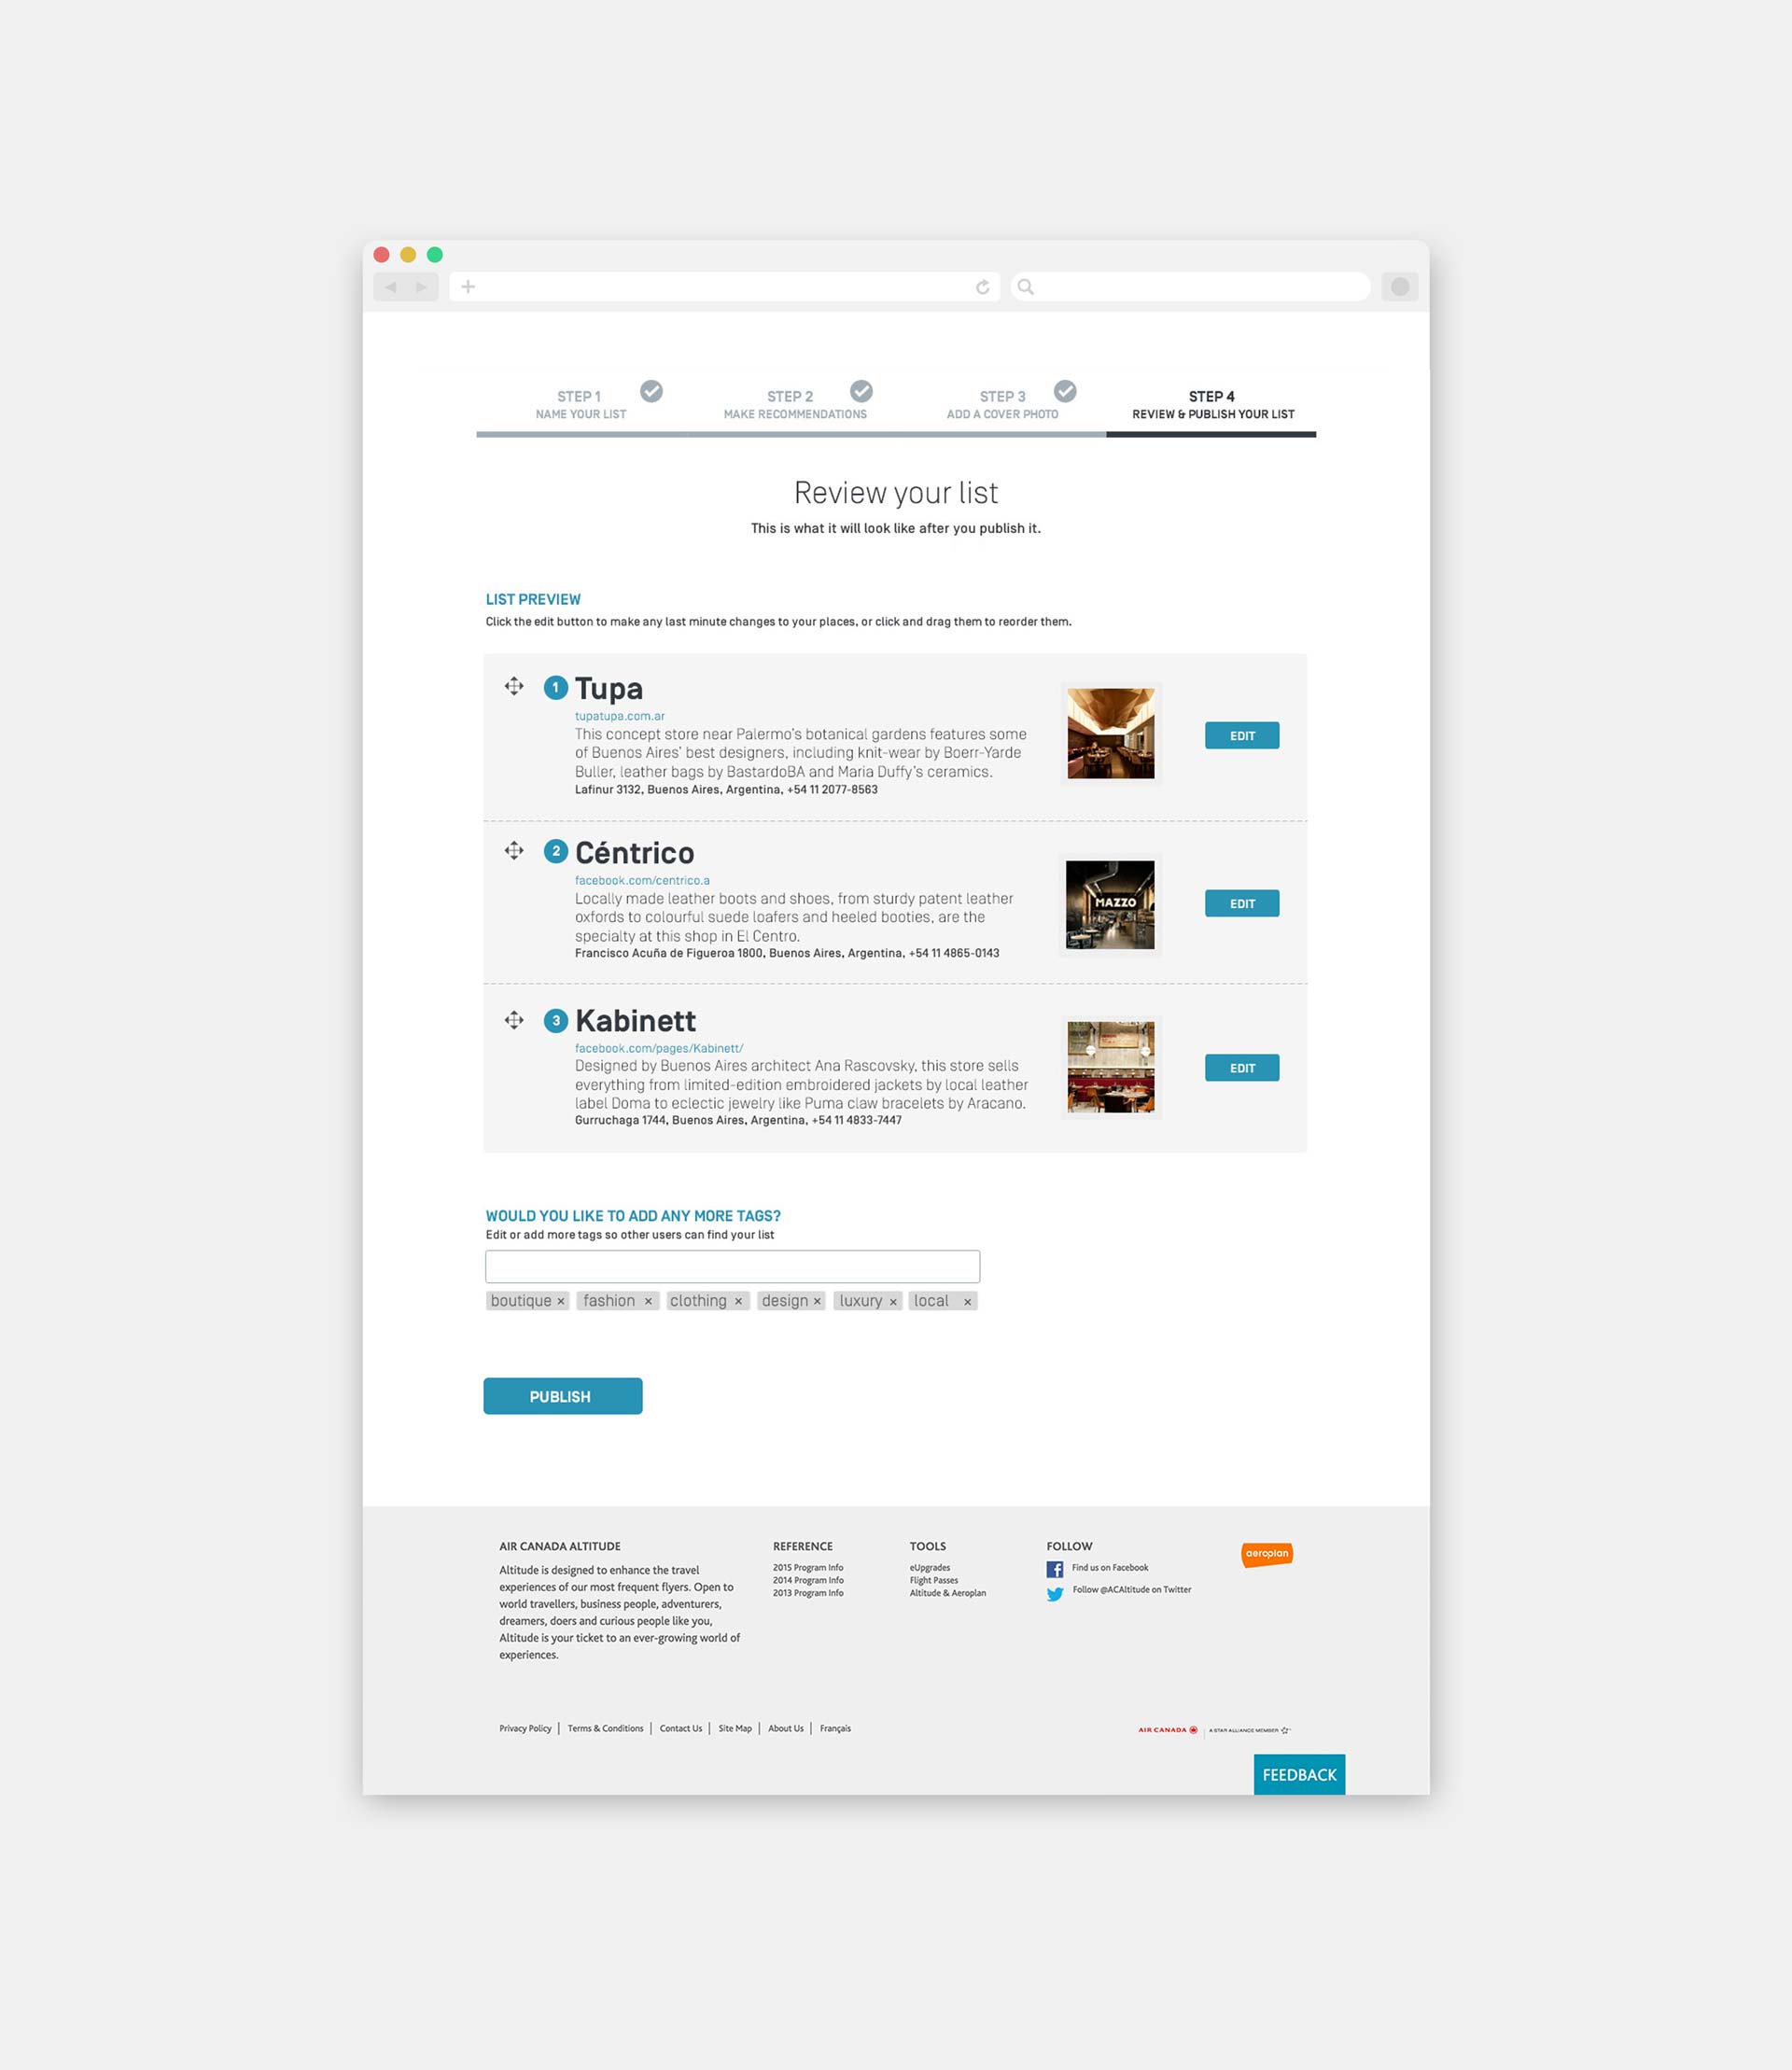 STEP 1
NAME YOUR LIST
STEP 2
MAKE RECOMMENDATIONS
STEP 3
ADD A COVER PHOTO
STEP 4
REVIEW & PUBLISH YOUR LIST
Review your list
This is what it will look like after you publish it.
LIST PREVIEW
Click the edit button to make any last minute changes to your places, or click and drag them to reorder them.
1 Tupa
tupatupa.com.ar
This concept store near Palermo's botanical gardens features some
of Buenos Aires' best designers, including knit-wear by Boerr-Yarde
Buller, leather bags by BastardoBA and Maria Duffy's ceramics.
Lafinur 3132, Buenos Aires, Argentina, +54 11 2077-8563
EDIT
2 Céntrico
facebook.com/centrico.a
Locally made leather boots and shoes, from sturdy patent leather
oxfords to colourful suede loafers and heeled booties, are the
specialty at this shop in El Centro.
Francisco Acuña de Figueroa 1800, Buenos Aires, Argentina, +54 11 4865-0143
MAZZO
EDIT
3 Kabinett
facebook.com/pages/Kabinett/
Designed by Buenos Aires architect Ana Rascovsky, this store sells
everything from limited-edition embroidered jackets by local leather
label Doma to eclectic jewelry like Puma claw bracelets by Aracano.
Gurruchaga 1744, Buenos Aires, Argentina, +54 11 4833-7447
EDIT
WOULD YOU LIKE TO ADD ANY MORE TAGS?
Edit or add more tags so other users can find your list
boutique × fashion × clothing × design × luxury × local ×
PUBLISH
AIR CANADA ALTITUDE
Altitude is designed to enhance the travel
experiences of our most frequent flyers. Open to
world travellers, business people, adventurers,
dreamers, doers and curious people like you,
Altitude is your ticket to an ever-growing world of
experiences.
REFERENCE
2015 Program Info
2014 Program Info
2013 Program Info
TOOLS
eUpgrades
Flight Passes
Altitude & Aeroplan
FOLLOW
Find us on Facebook
Follow @ACAltitude on Twitter
aeroplan
Privacy Policy | Terms & Conditions | Contact Us | Site Map | About Us | Français
AIR CANADA | A STAR ALLIANCE MEMBER
FEEDBACK